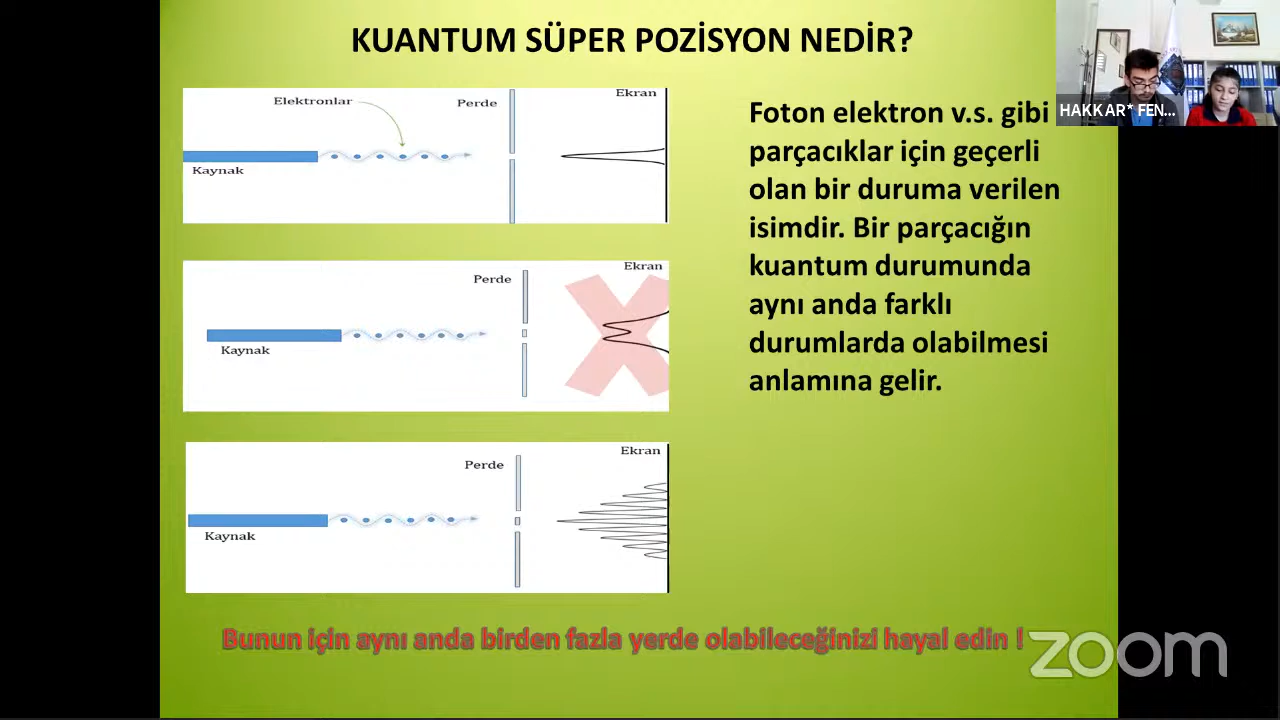 KUANTUM SÜPER POZİSYON NEDİR?
Elektronlar
Perde
Ekran
Kaynak
Perde
Ekran
Kaynak
Perde
Ekran
Kaynak
Foton elektron v.s. gibi
parçacıklar için geçerli
olan bir duruma verilen
isimdir. Bir parçacığın
kuantum durumunda
aynı anda farklı
durumlarda olabilmesi
anlamına gelir.
Bunun için aynı anda birden fazla yerde olabileceğinizi hayal edin !
HAKKAR* FEN...
zoom